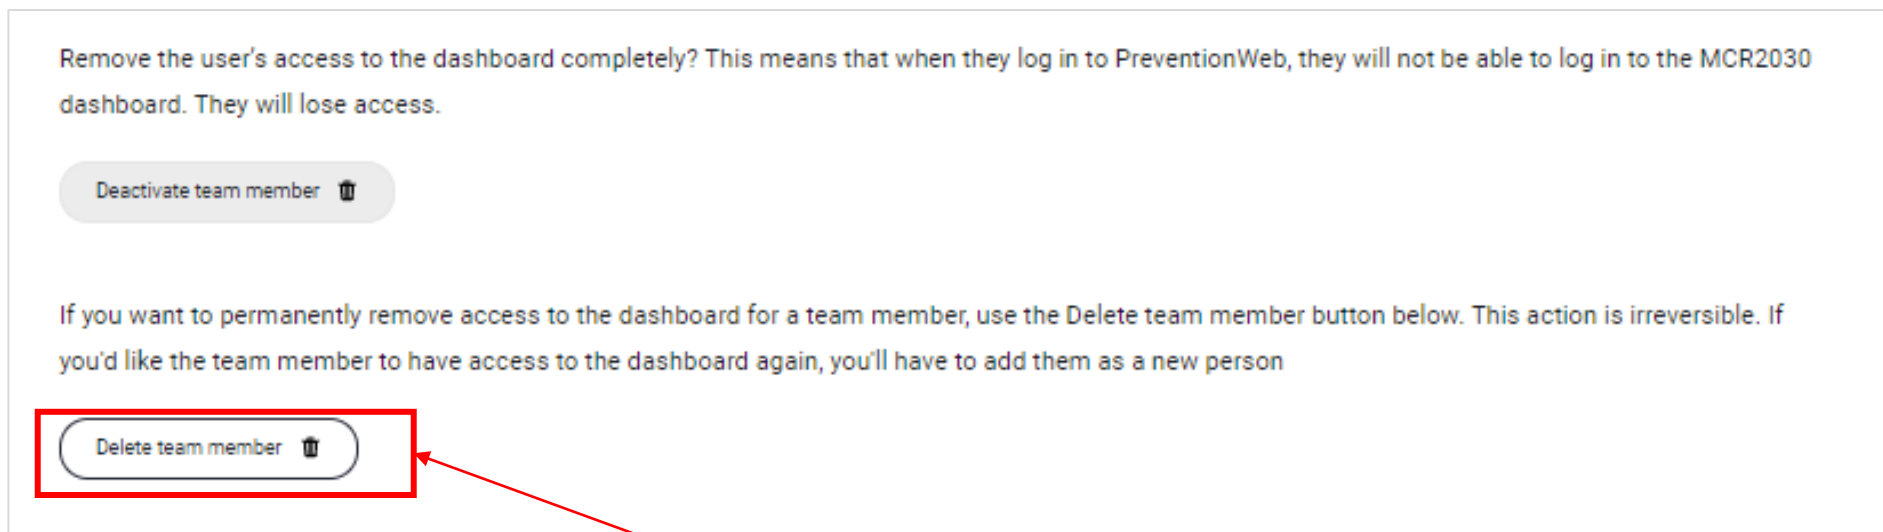 Remove the user's access to the dashboard completely? This means that when they log in to PreventionWeb, they will not be able to log in to the MCR2030
dashboard. They will lose access.
Deactivate team member
If you want to permanently remove access to the dashboard for a team member, use the Delete team member button below. This action is irreversible. If
you'd like the team member to have access to the dashboard again, you'll have to add them as a new person
Delete team member